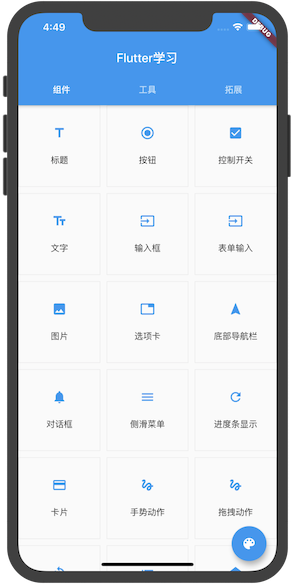 4:49
DEBUG
Flutter学习
组件 工具 拓展
标题 按钮 控制开关
文字 输入框 表单输入
图片 选项卡 底部导航栏
对话框 侧滑菜单 进度条显示
卡片 手势动作 拖拽动作